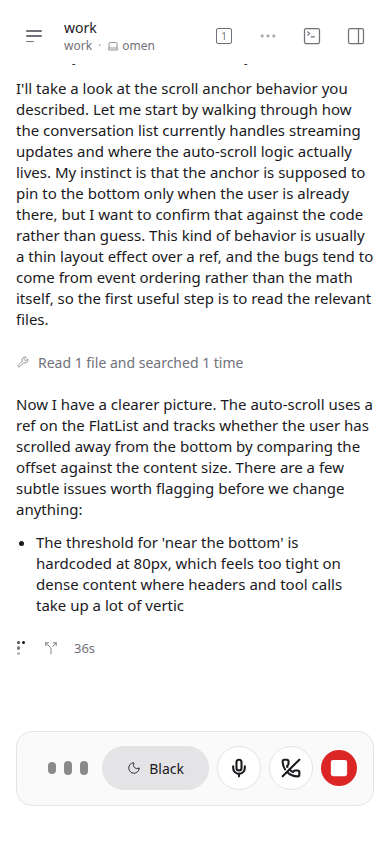 work
work · omen
1
I'll take a look at the scroll anchor behavior you
described. Let me start by walking through how
the conversation list currently handles streaming
updates and where the auto-scroll logic actually
lives. My instinct is that the anchor is supposed to
pin to the bottom only when the user is already
there, but I want to confirm that against the code
rather than guess. This kind of behavior is usually
a thin layout effect over a ref, and the bugs tend to
come from event ordering rather than the math
itself, so the first useful step is to read the relevant
files.
Read 1 file and searched 1 time
Now I have a clearer picture. The auto-scroll uses a
ref on the FlatList and tracks whether the user has
scrolled away from the bottom by comparing the
offset against the content size. There are a few
subtle issues worth flagging before we change
anything:
• The threshold for 'near the bottom' is
hardcoded at 80px, which feels too tight on
dense content where headers and tool calls
take up a lot of vertic
36s
Black